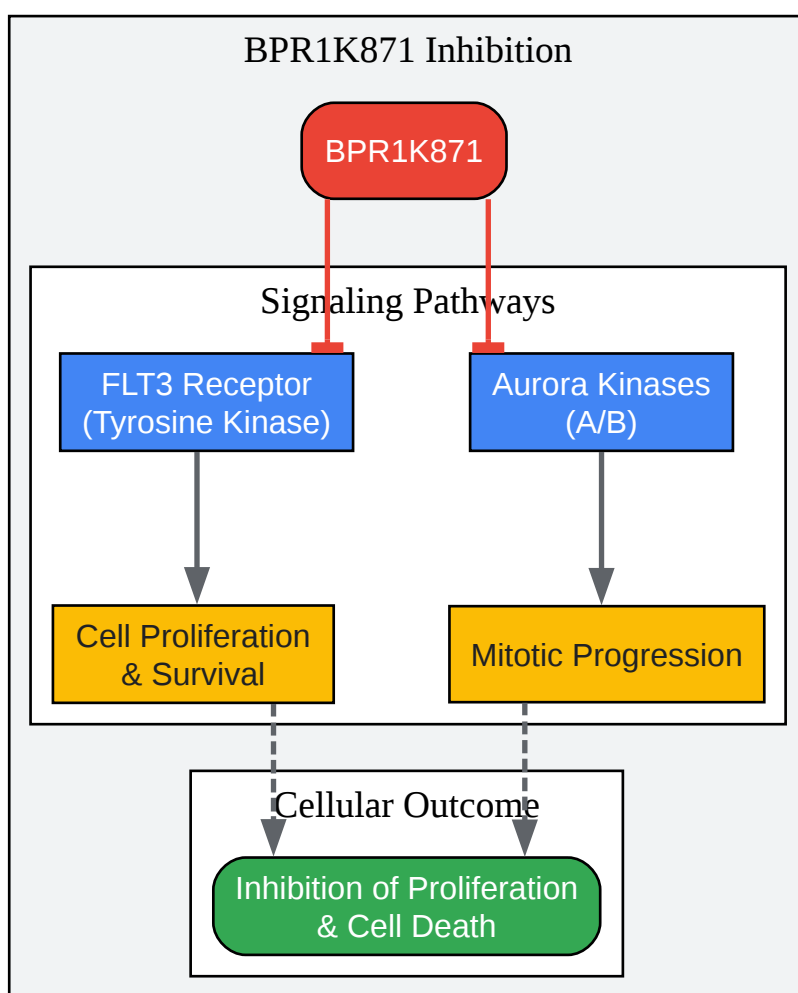 BPR1K871 Inhibition
BPR1K871
Signaling Pathways
FLT3 Receptor
(Tyrosine Kinase)
Aurora Kinases
(A/B)
Cell Proliferation
& Survival
Mitotic Progression
Cellular Outcome
Inhibition of Proliferation
& Cell Death